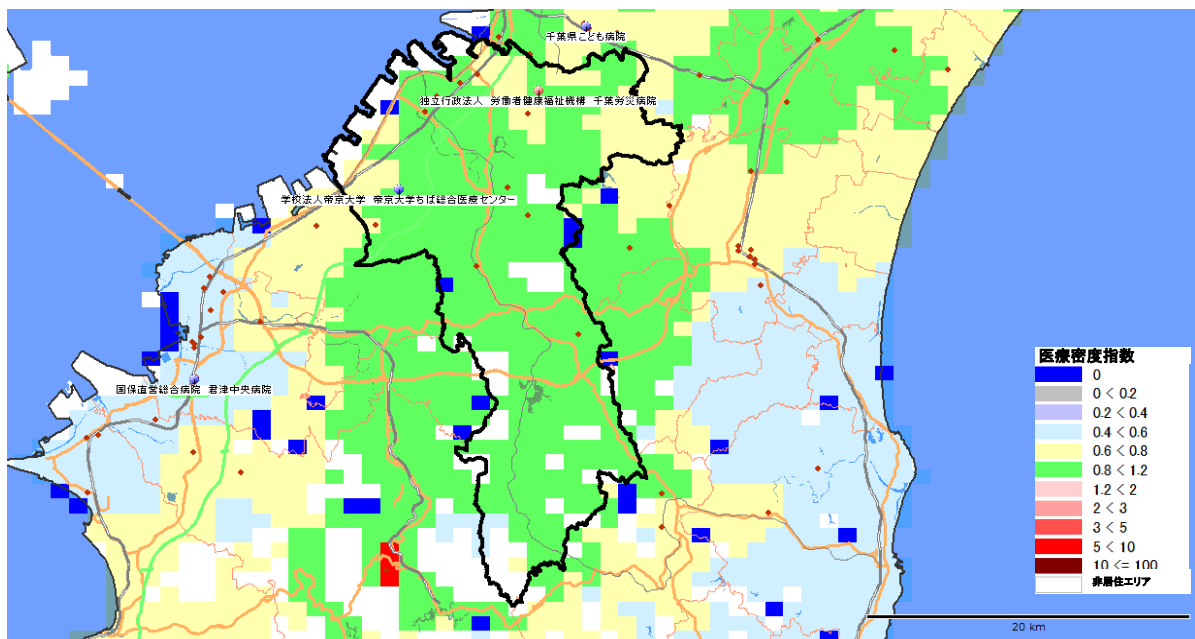 千葉県こども病院
独立行政法人 労働者健康福祉機構 千葉労災病院
学校法人帝京大学 帝京大学ちば総合医療センター
国保直営総合病院 君津中央病院
医療密度指数
0
0 < 0.2
0.2 < 0.4
0.4 < 0.6
0.6 < 0.8
0.8 < 1.2
1.2 < 2
2 < 3
3 < 5
5 < 10
10 <= 100
非居住エリア
20 km